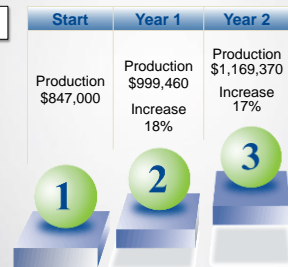 Start
Year 1
Year 2
Production
$847,000
Production
$999,460
Increase
18%
Production
$1,169,370
Increase
17%
1
2
3